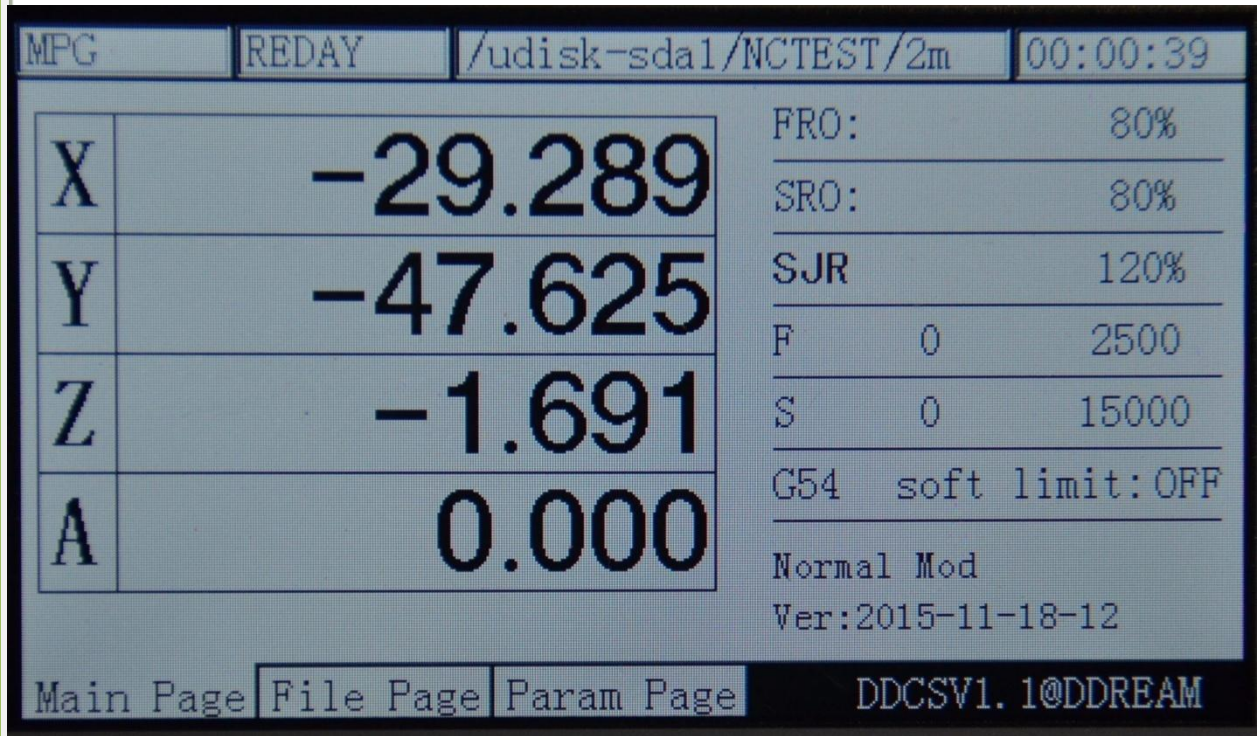 MPG REDAY /udisk-sda1/NCTEST/2m 00:00:39
X -29.289
Y -47.625
Z -1.691
A 0.000
FRO: 80%
SRO: 80%
SJR 120%
F 0 2500
S 0 15000
G54 soft limit:OFF
Normal Mod
Ver:2015-11-18-12
Main Page File Page Param Page DDCSV1.1@DDREAM